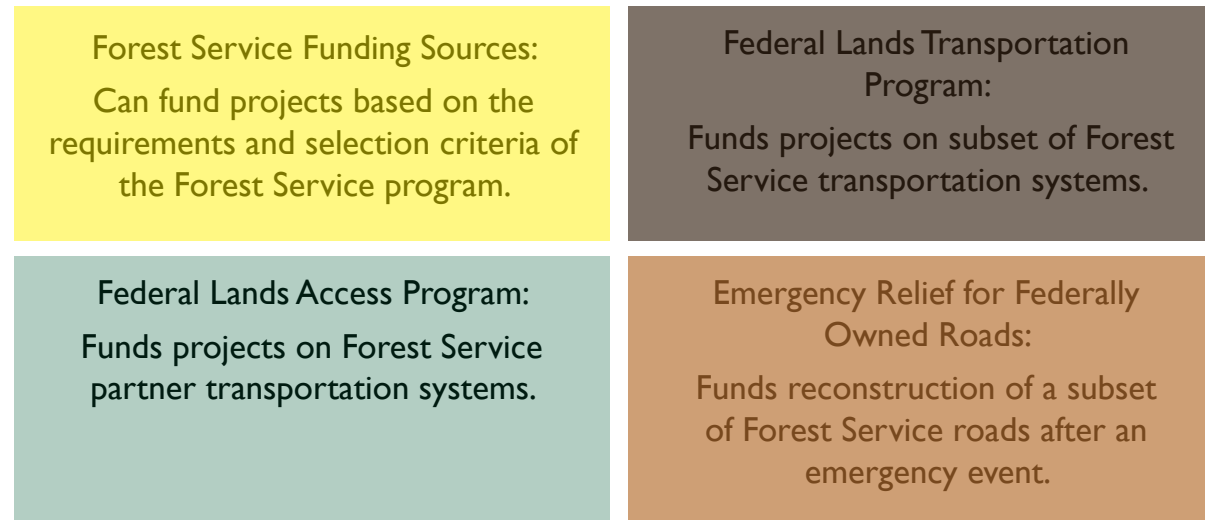 Forest Service Funding Sources:
Can fund projects based on the
requirements and selection criteria of
the Forest Service program.
Federal Lands Transportation
Program:
Funds projects on subset of Forest
Service transportation systems.
Federal Lands Access Program:
Funds projects on Forest Service
partner transportation systems.
Emergency Relief for Federally
Owned Roads:
Funds reconstruction of a subset
of Forest Service roads after an
emergency event.